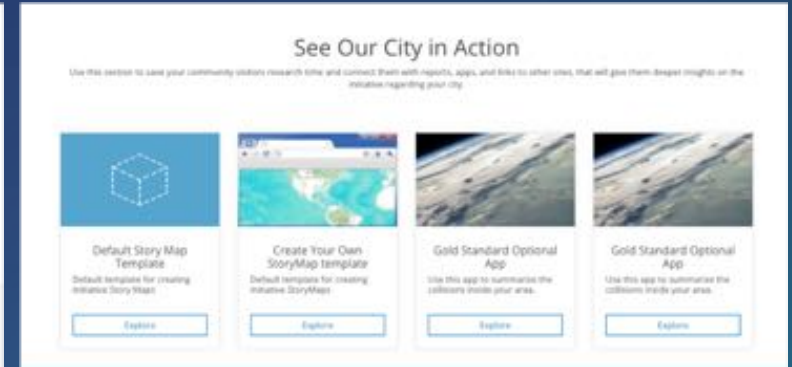 See Our City in Action
Use this section to save your community visitors research time and connect them with reports, apps, and links to other sites, that will give them deeper insights on the
initiative regarding your city.
Default Story Map
Template
Default template for creating
Initiative Story Maps
Explore
Create Your Own
StoryMap template
Default template for creating
Initiative StoryMaps
Explore
Gold Standard Optional
App
Use this app to summarize the
collisions inside your area.
Explore
Gold Standard Optional
App
Use this app to summarize the
collisions inside your area.
Explore